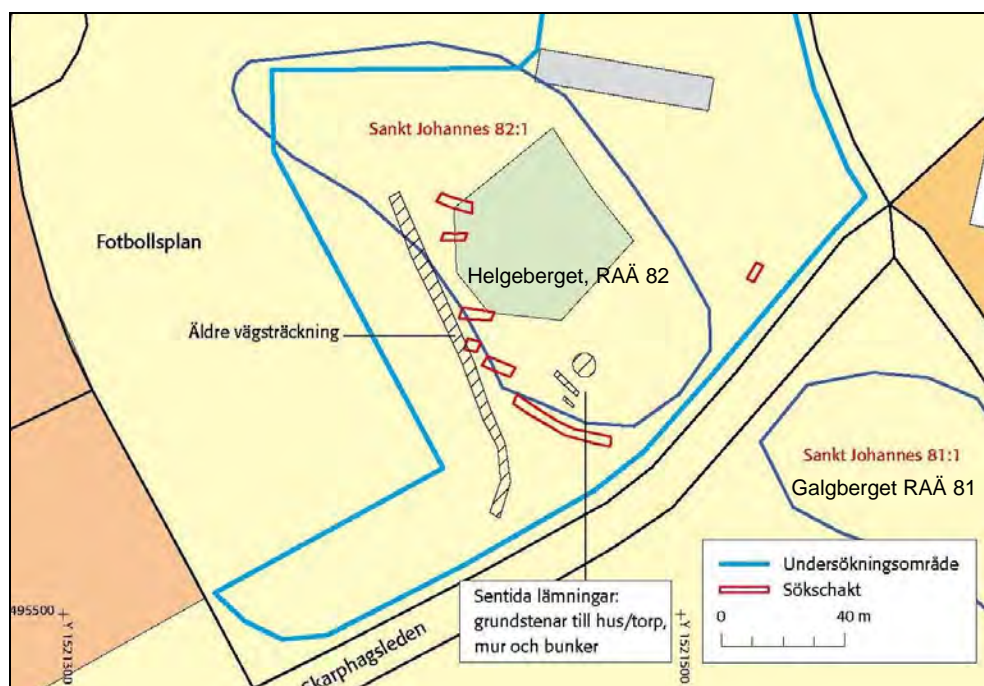 Sankt Johannes 82:1
Fotbollsplan
Helgeberget, RAÄ 82
Äldre vägsträckning
Sankt Johannes 81:1
Galgberget RAÄ 81
Undersökningsområde
Sökschakt
0 40 m
Sentida lämningar:
grundstenar till hus/torp,
mur och bunker
495500
Y 1521300
Y 1521500
Skarphagsleden